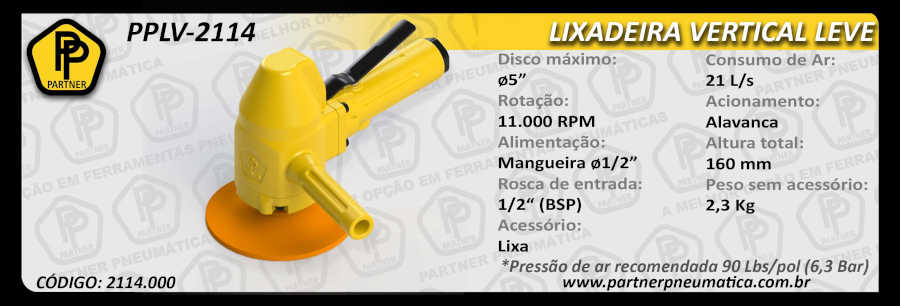 PPLV-2114
LIXADEIRA VERTICAL LEVE
PP
PARTNER
Disco máximo:
ø5”
Rotação:
11.000 RPM
Alimentação:
Mangueira ø1/2”
Rosca de entrada:
1/2“ (BSP)
Acessório:
Lixa
Consumo de Ar:
21 L/s
Acionamento:
Alavanca
Altura total:
160 mm
Peso sem acessório:
2,3 Kg
*Pressão de ar recomendada 90 Lbs/pol (6,3 Bar)
CÓDIGO: 2114.000
www.partnerpneumatica.com.br